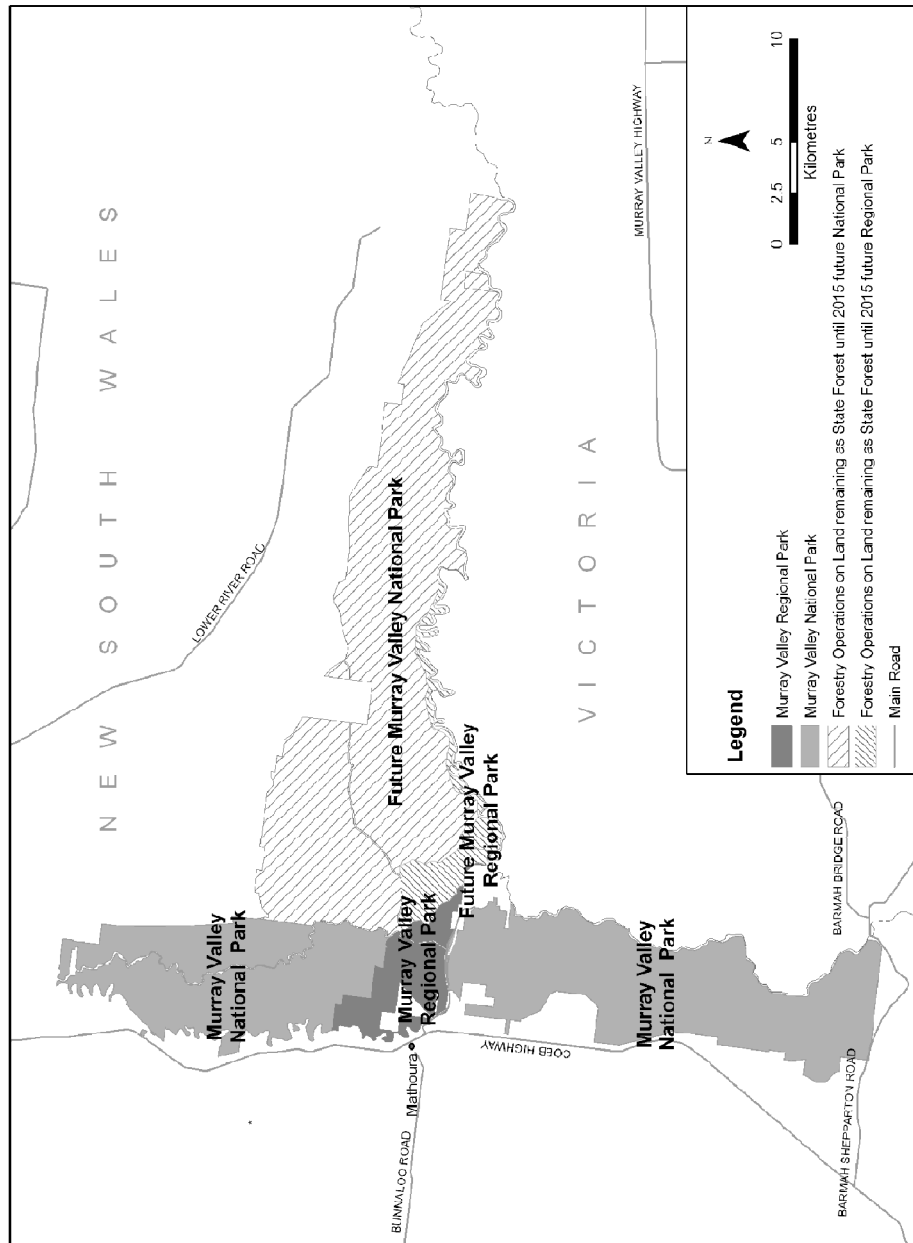 NEW SOUTH WALES
LOWER RIVER ROAD
Murray Valley
National Park
Future Murray Valley National Park
Murray Valley
Regional Park
Future Murray Valley
Regional Park
Mathoura
BUNNALOO ROAD
COBB HIGHWAY
Murray Valley
National Park
VICTORIA
MURRAY VALLEY HIGHWAY
BARMAH BRIDGE ROAD
BARMAH SHEPPARTON ROAD
N
0 2.5 5 10
Kilometres
Legend
Murray Valley Regional Park
Murray Valley National Park
Forestry Operations on Land remaining as State Forest until 2015 future National Park
Forestry Operations on Land remaining as State Forest until 2015 future Regional Park
Main Road